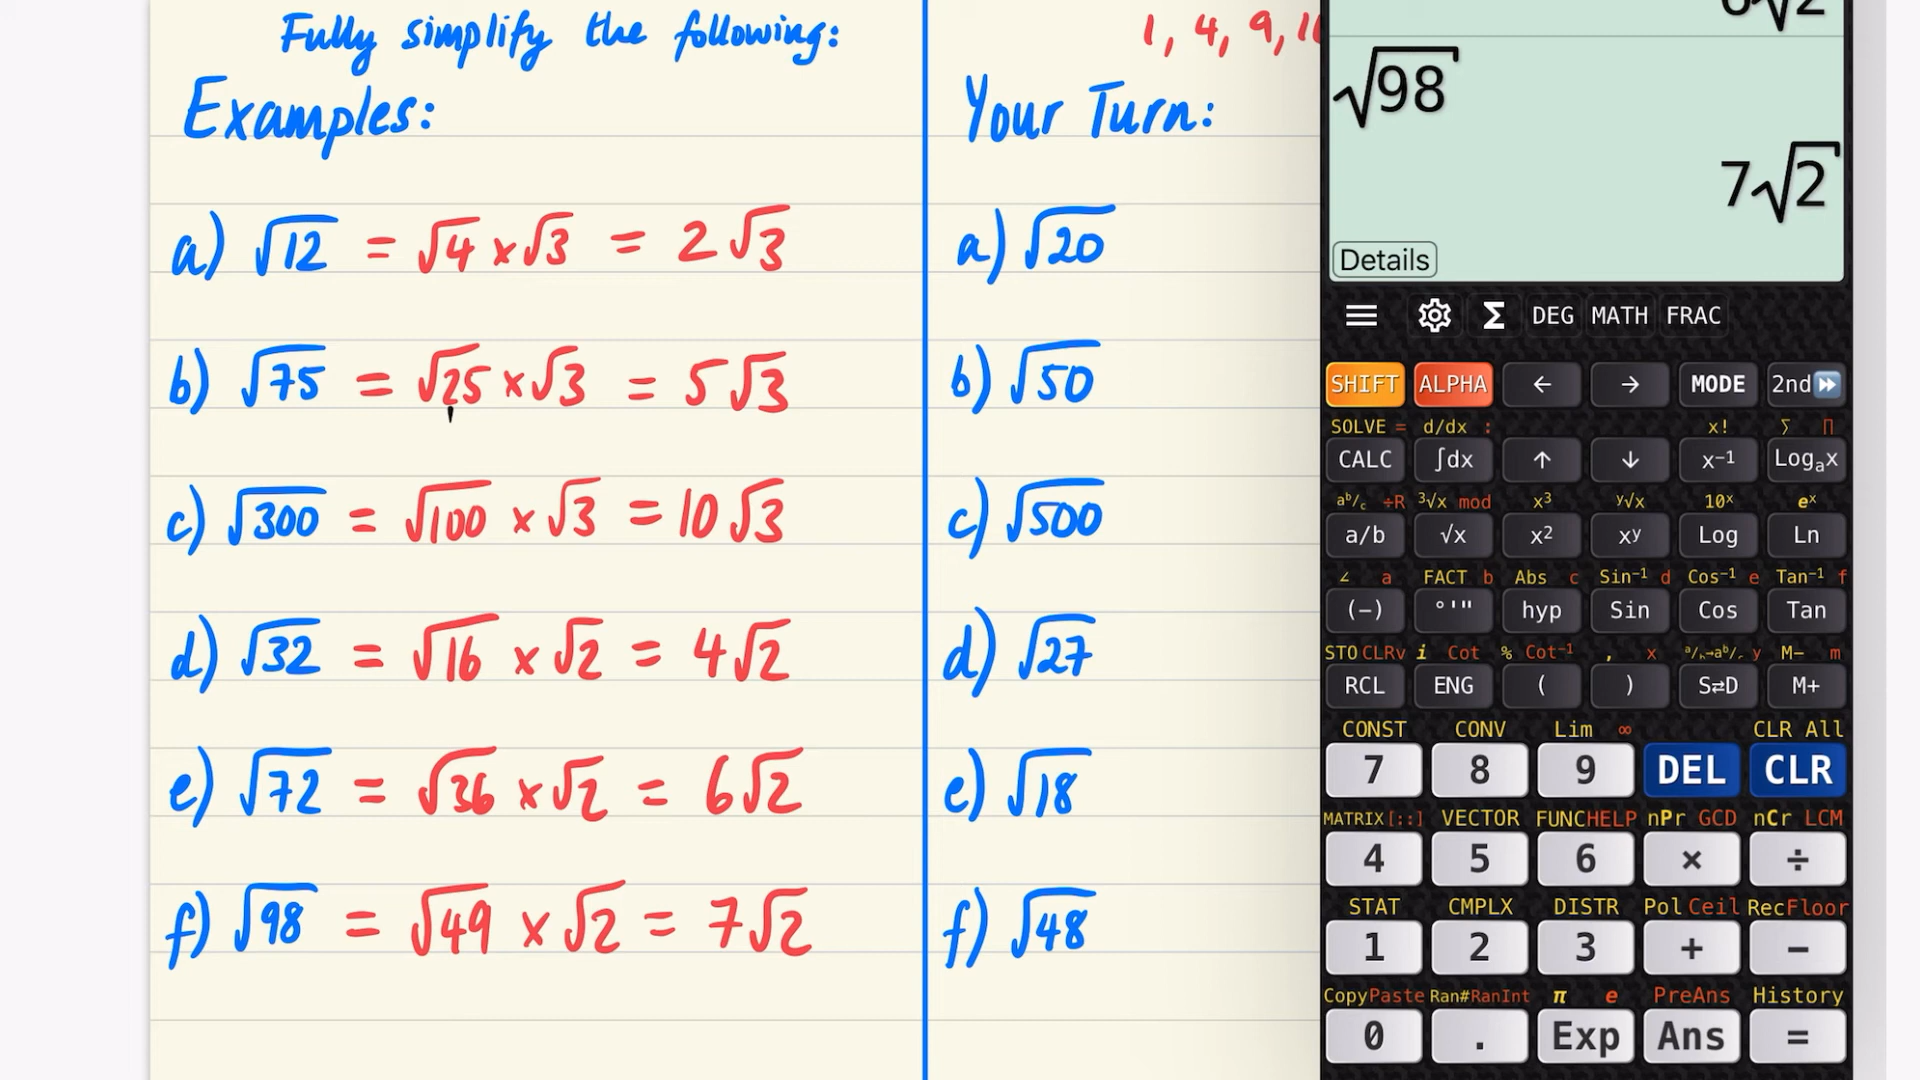 Fully simplify the following:
Examples:
a) √12 = √4 × √3 = 2√3
b) √75 = √25 × √3 = 5√3
c) √300 = √100 × √3 = 10√3
d) √32 = √16 × √2 = 4√2
e) √72 = √36 × √2 = 6√2
f) √98 = √49 × √2 = 7√2
1, 4, 9, 1
Your Turn:
a) √20
b) √50
c) √500
d) √27
e) √18
f) √48
6√2
√98
7√2
Details
DEG MATH FRAC
SHIFT ALPHA ← → MODE 2nd
SOLVE = d/dx : x! ∑ ∏
CALC ∫dx ↑ ↓ x⁻¹ Logₐx
aᵇ/꜀ ÷R ³√x mod x³ ʸ√x 10ˣ eˣ
a/b √x x² xʸ Log Ln
∠ a FACT b Abs c Sin⁻¹ d Cos⁻¹ e Tan⁻¹ f
(−) °'" hyp Sin Cos Tan
STO CLRv i Cot % Cot⁻¹ , x y M− m
RCL ENG ( ) S⇄D M+
CONST CONV Lim ∞ CLR All
7 8 9 DEL CLR
MATRIX [::] VECTOR FUNC HELP nPr GCD nCr LCM
4 5 6 × ÷
STAT CMPLX DISTR Pol Ceil Rec Floor
1 2 3 + −
Copy Paste Ran# RanInt π e PreAns History
0 . Exp Ans =